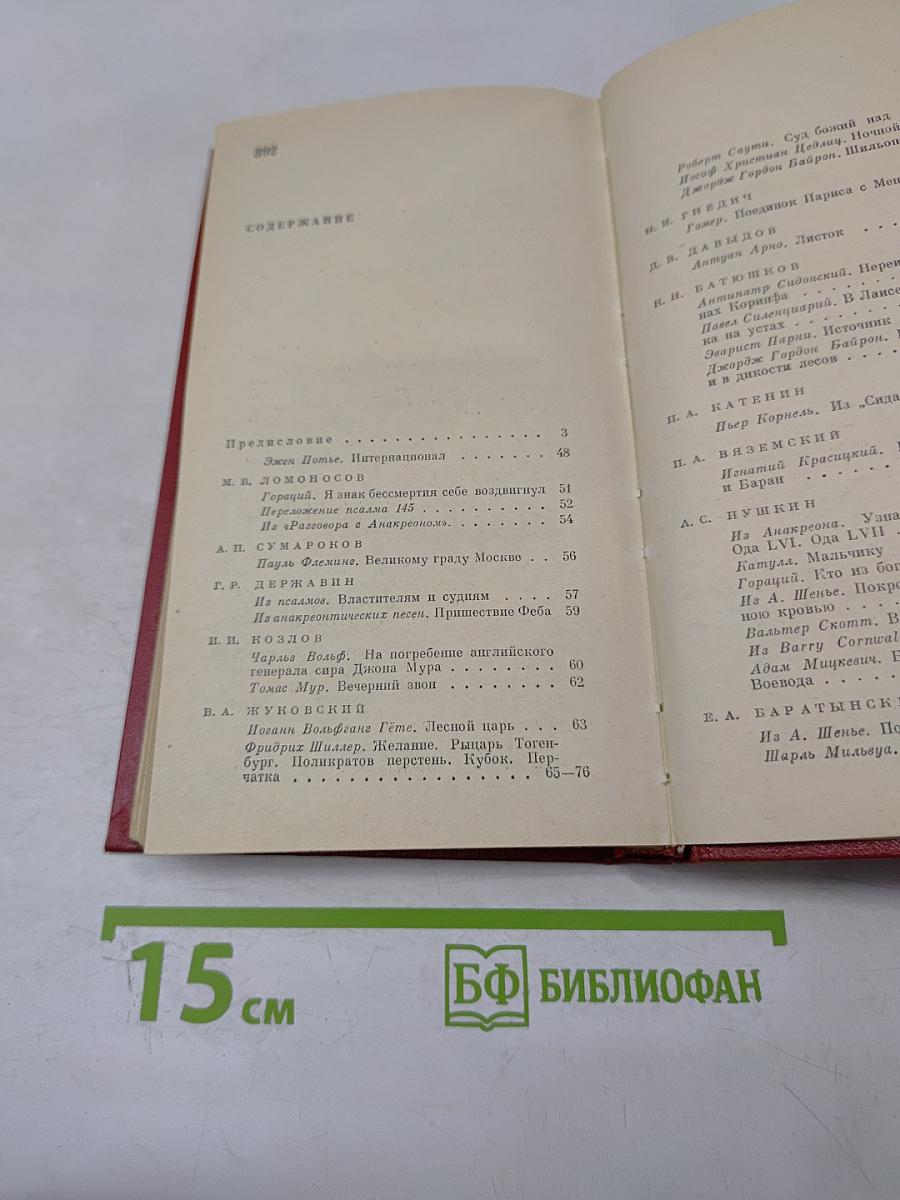 892
СОДЕРЖАНИЕ
Предисловие . . . . . . . . . . . . . . . . . 3
Эжен Потье. Интернационал . . . . . . . 48
М. В. ЛОМОНОСОВ
Гораций. Я знак бессмертия себе воздвигнул 51
Переложение псалма 145 . . . . . . . . . . 52
Из «Разговора с Анакреоном». . . . . . . . 54
А. П. СУМАРОКОВ
Пауль Флеминг. Великому граду Москве . . 56
Г. Р. ДЕРЖАВИН
Из псалмов. Властителям и судиям . . . . 57
Из анакреонтических песен. Пришествие Феба 59
И. И. КОЗЛОВ
Чарльз Вольф. На погребение английского
генерала сира Джона Мура . . . . . . . . 60
Томас Мур. Вечерний звон . . . . . . . . 62
В. А. ЖУКОВСКИЙ
Иоганн Вольфганг Гёте. Лесной царь . . . 63
Фридрих Шиллер. Желание. Рыцарь Тоген-
бург. Поликратов перстень. Кубок. Пер-
чатка . . . . . . . . . . . . . . . . . . 65—76
Роберт Саути. Суд божий над
Иосиф Христиан Цедлиц. Ночной
Джордж Гордон Байрон. Шильон
Н. И. ГНЕДИЧ
Гомер. Поединок Париса с Мен
Д. В. ДАВЫДОВ
Антуан Арно. Листок . . .
К. Н. БАТЮШКОВ
Антипатр Сидонский.
нах Коринфа . . . . . . .
Павел Силенциарий. В Лаисе
ка на устах . . . . . . .
Эварист Парни. Источник
Джордж Гордон Байрон.
и в дикости лесов . . . .
П. А. КАТЕНИН
Пьер Корнель. Из „Сида
П. А. ВЯЗЕМСКИЙ
Игнатий Красицкий.
и Баран . . . . . . .
А. С. ПУШКИН
Из Анакреона. Узна
Ода LVI. Ода LVII .
Катулл. Мальчику
Гораций. Кто из бог
Из А. Шенье. Покро
ною кровью . . . .
Вальтер Скотт. В
Из Barry Cornwal
Адам Мицкевич. Б
Воевода . . . . . .
Е. А. БАРАТЫНСК
Из А. Шенье. По
Шарль Мильвуа.
15 см
БФ БИБЛИОФАН